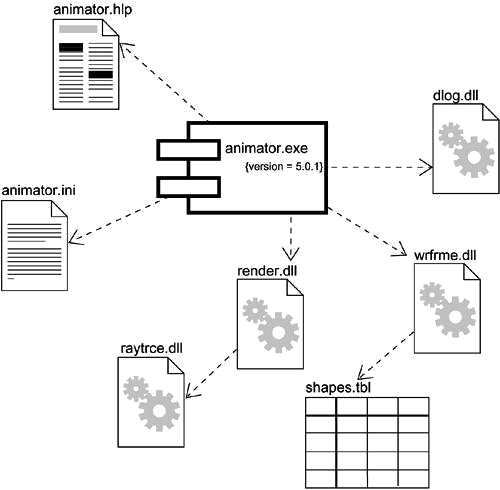 animator.hlp
dlog.dll
animator.exe
{version = 5.0.1}
animator.ini
wrfrme.dll
render.dll
raytrce.dll
shapes.tbl